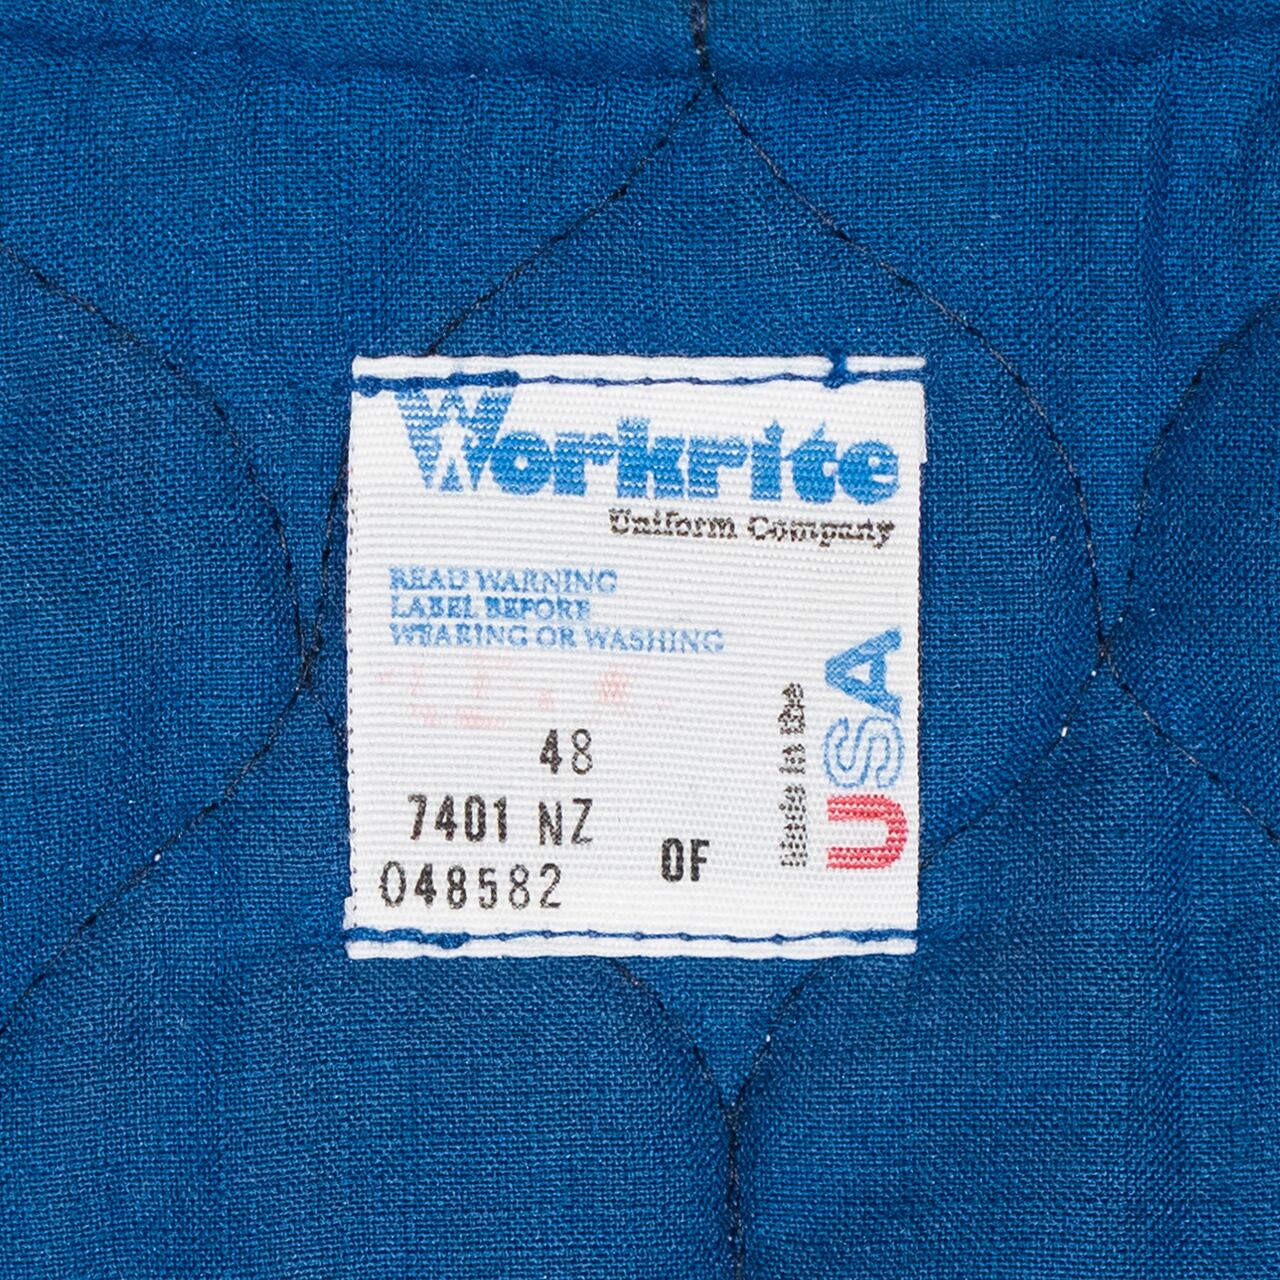 Workrite
Uniform Company
READ WARNING
LABEL BEFORE
WEARING OR WASHING
48
7401 NZ
048582
OF
Made in the
USA